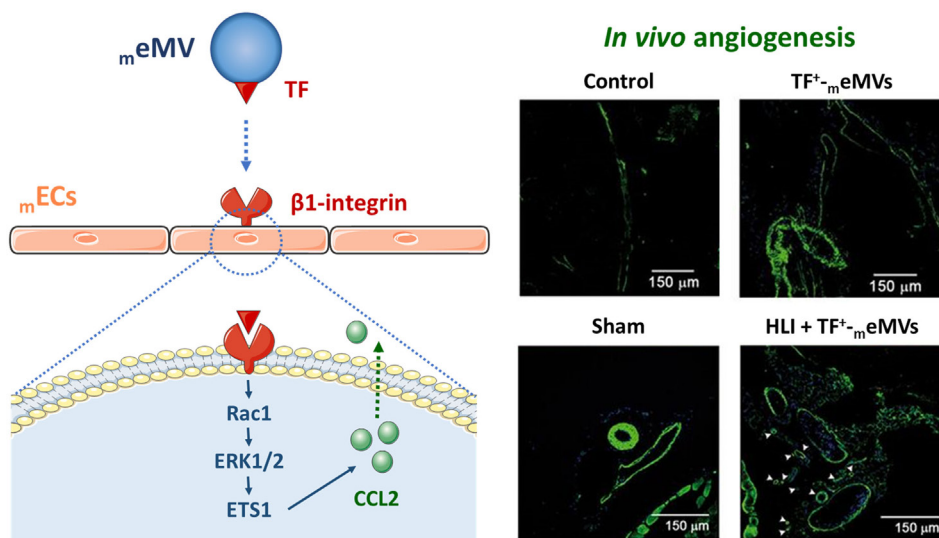 meMV
TF
mECs
β1-integrin
Rac1
ERK1/2
ETS1
CCL2
In vivo angiogenesis
Control
TF+-meMVs
150 μm
150 μm
Sham
HLI + TF+-meMVs
150 μm
150 μm